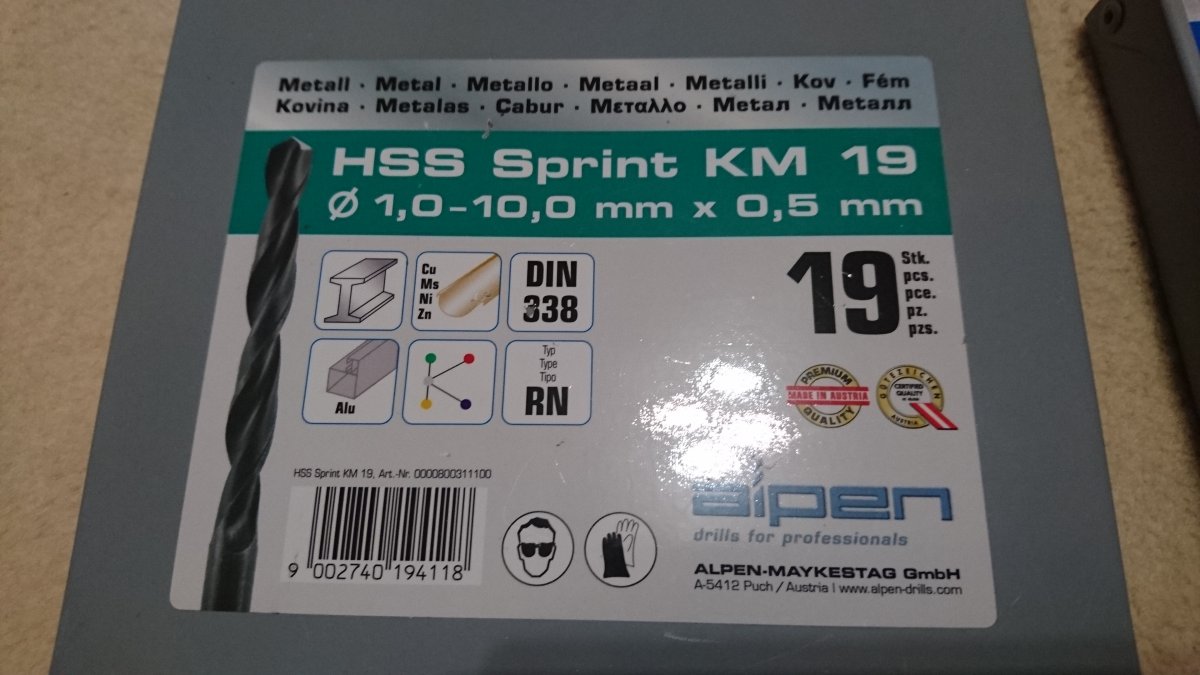 Metall · Metal · Metallo · Metaal · Metalli · Kov · Fém
Kovina · Metalas · Çabur · Μεταλλο · Метал · Металл
HSS Sprint KM 19
Ø 1,0-10,0 mm x 0,5 mm
Cu
Ms
Ni
Zn
DIN
338
19
Stk.
pcs.
pce.
pz.
pzs.
Alu
Typ
Type
Tipo
RN
PREMIUM
MADE IN AUSTRIA
QUALITY
GÜTEZEICHEN
CERTIFIED
QUALITY
AUSTRIA
HSS Sprint KM 19, Art.-Nr. 0000800311100
9 002740 194118
alpen
drills for professionals
ALPEN-MAYKESTAG GmbH
A-5412 Puch / Austria | www.alpen-drills.com